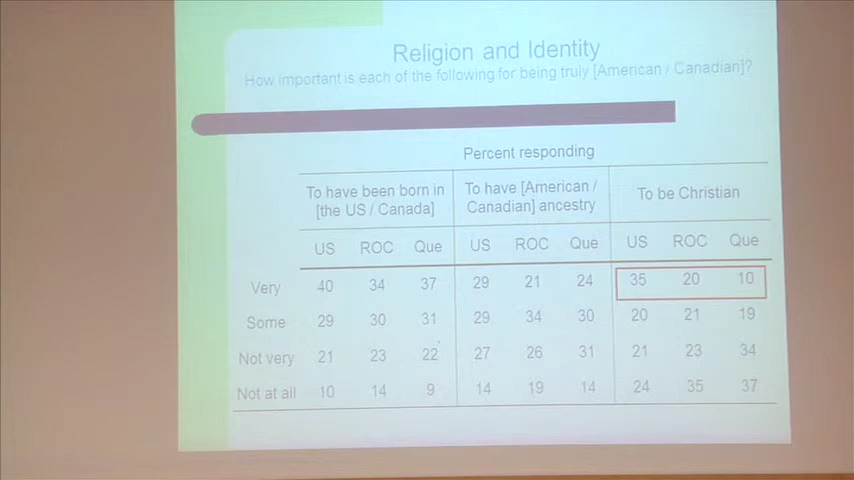 Religion and Identity
How important is each of the following for being truly [American / Canadian]?
Percent responding
To have been born in [the US / Canada] To have [American / Canadian] ancestry To be Christian
US ROC Que US ROC Que US ROC Que
Very 40 34 37 29 21 24 35 20 10
Some 29 30 31 29 34 30 20 21 19
Not very 21 23 22 27 26 31 21 23 34
Not at all 10 14 9 14 19 14 24 35 37